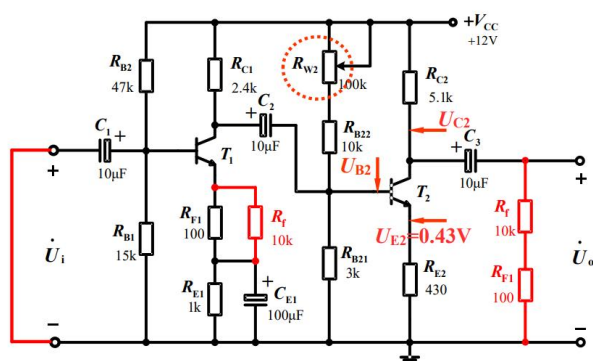 +VCC
+12V
RB2
47k
RC1
2.4k
RW2
100k
RC2
5.1k
C1
+
10μF
C2
+
10μF
RB22
10k
UC2
C3
+
10μF
T1
UB2
T2
+
+
U̇i
RF1
100
Rf
10k
UE2=0.43V
Rf
10k
U̇o
RB1
15k
RB21
3k
RE1
1k
+
CE1
100μF
RE2
430
RF1
100
−
−